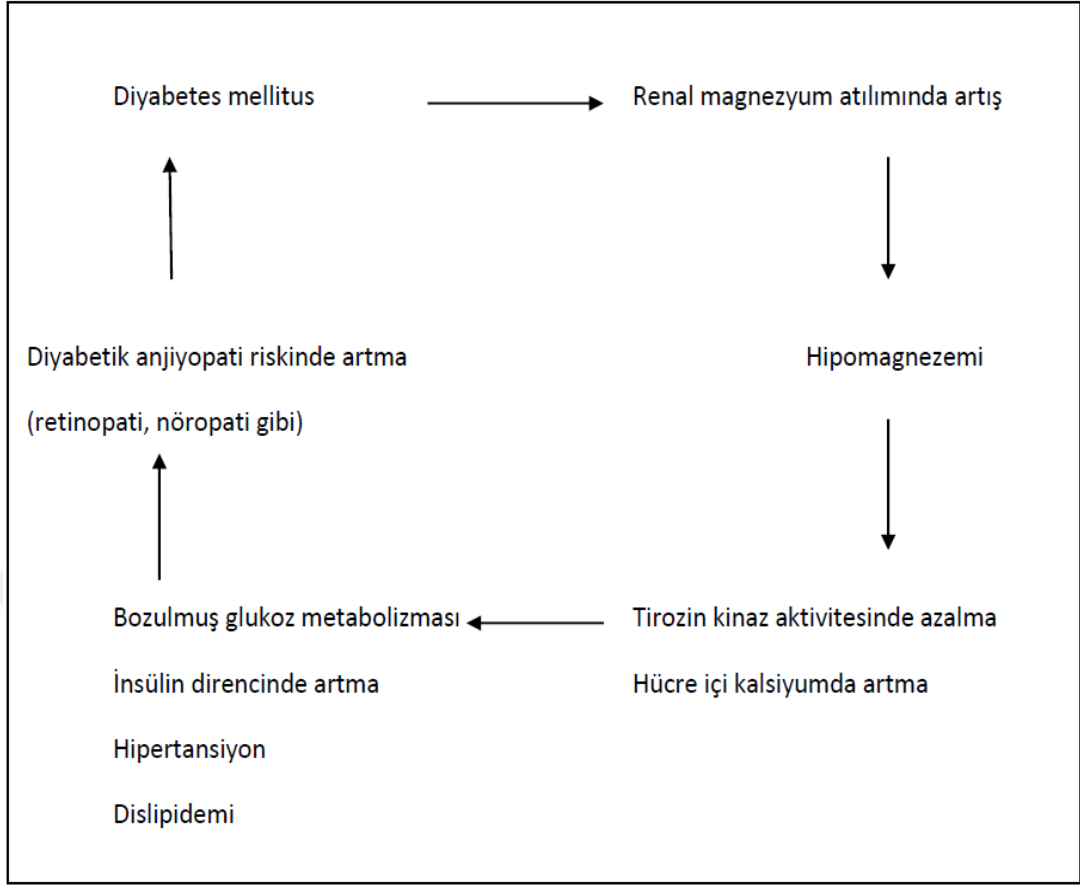 Diyabetes mellitus
Renal magnezyum atılımında artış
Diyabetik anjiyopati riskinde artma
(retinopati, nöropati gibi)
Hipomagnezemi
Bozulmuş glukoz metabolizması
İnsülin direncinde artma
Hipertansiyon
Dislipidemi
Tirozin kinaz aktivitesinde azalma
Hücre içi kalsiyumda artma